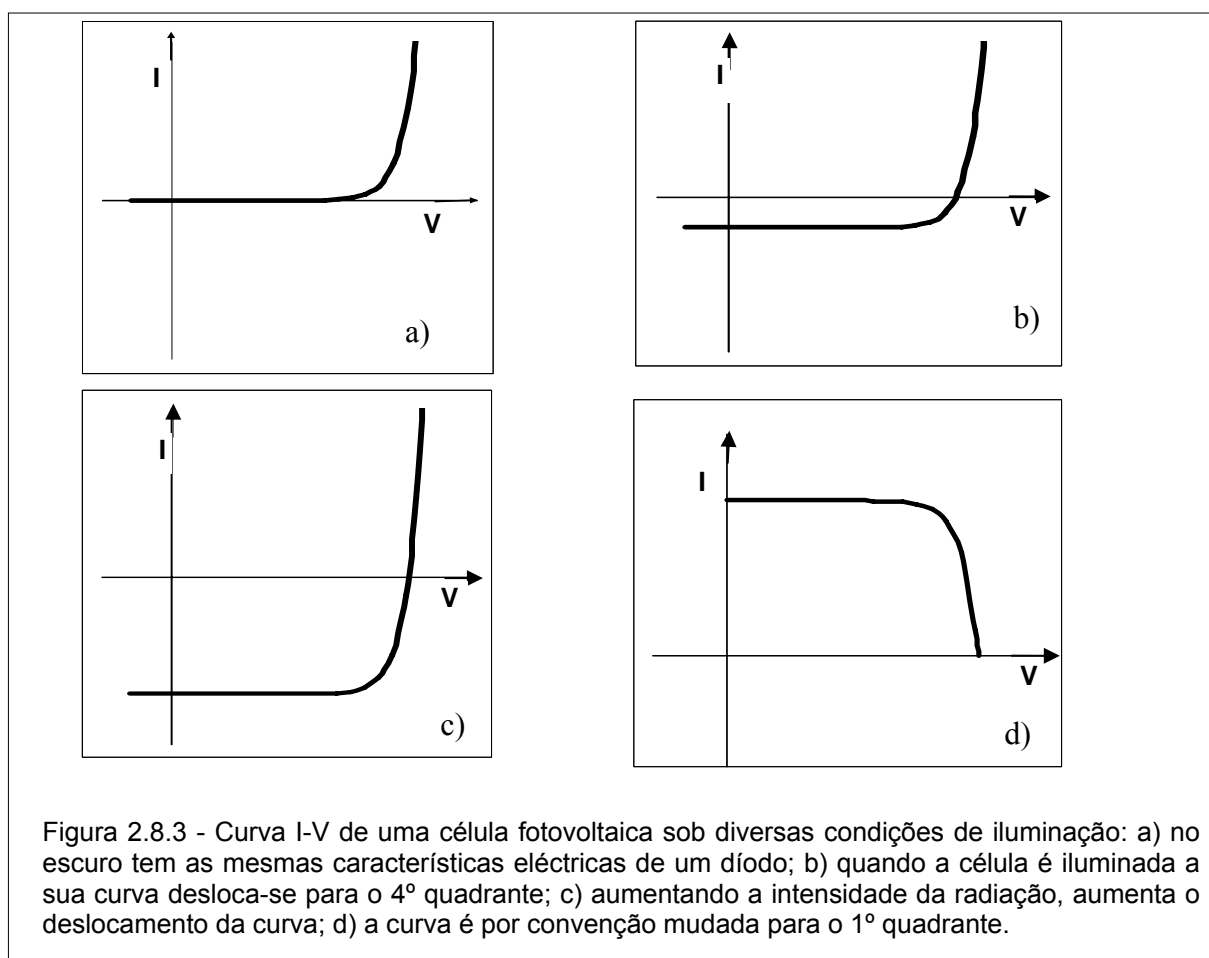 I
V
a)
I
V
b)
I
V
c)
I
V
d)
Figura 2.8.3 - Curva I-V de uma célula fotovoltaica sob diversas condições de iluminação: a) no
escuro tem as mesmas características eléctricas de um díodo; b) quando a célula é iluminada a
sua curva desloca-se para o 4º quadrante; c) aumentando a intensidade da radiação, aumenta o
deslocamento da curva; d) a curva é por convenção mudada para o 1º quadrante.